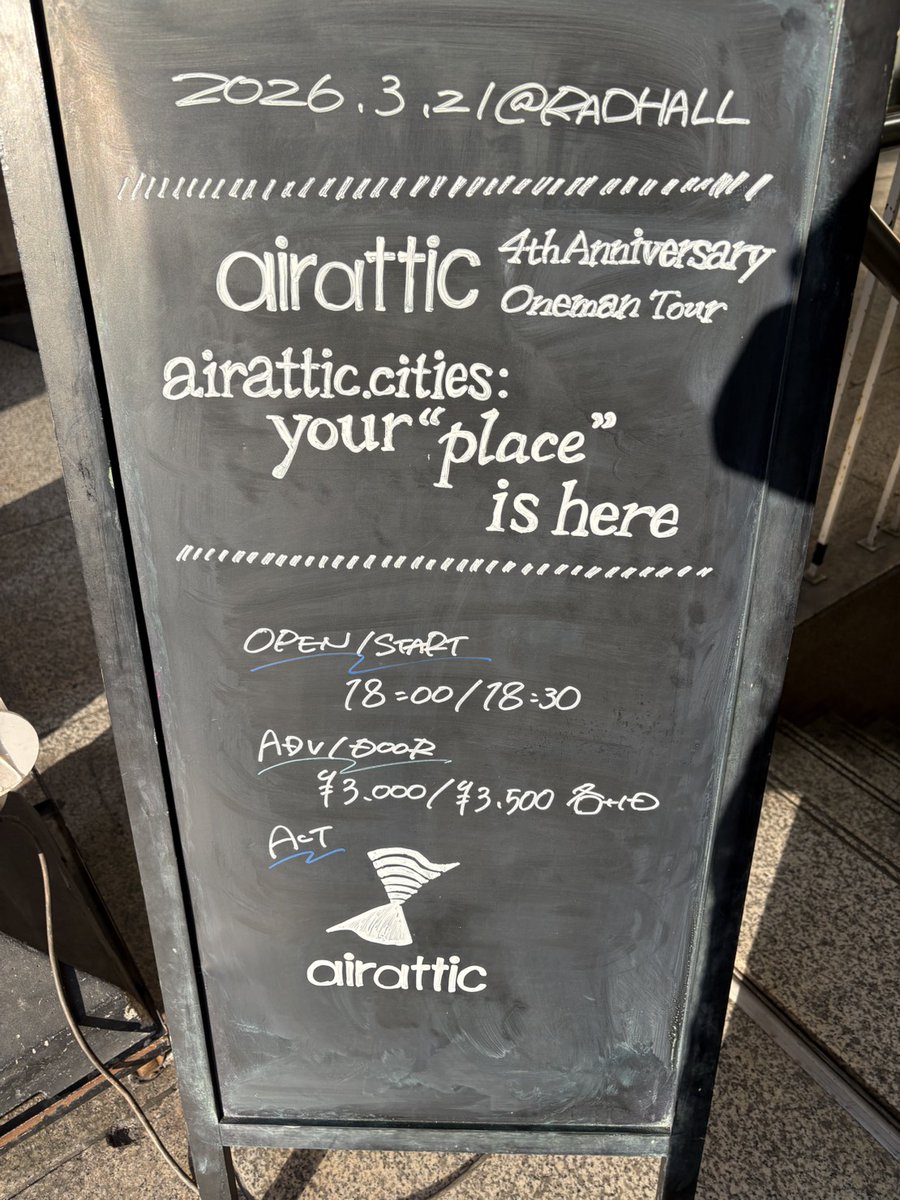 2026.3.21@RADHALL
airattic 4th Anniversary
Oneman Tour
airattic.cities:
your “place”
is here
OPEN/START
18:00/18:30
ADV/DOOR
¥3.000/¥3.500 各+1D
ACT
airattic